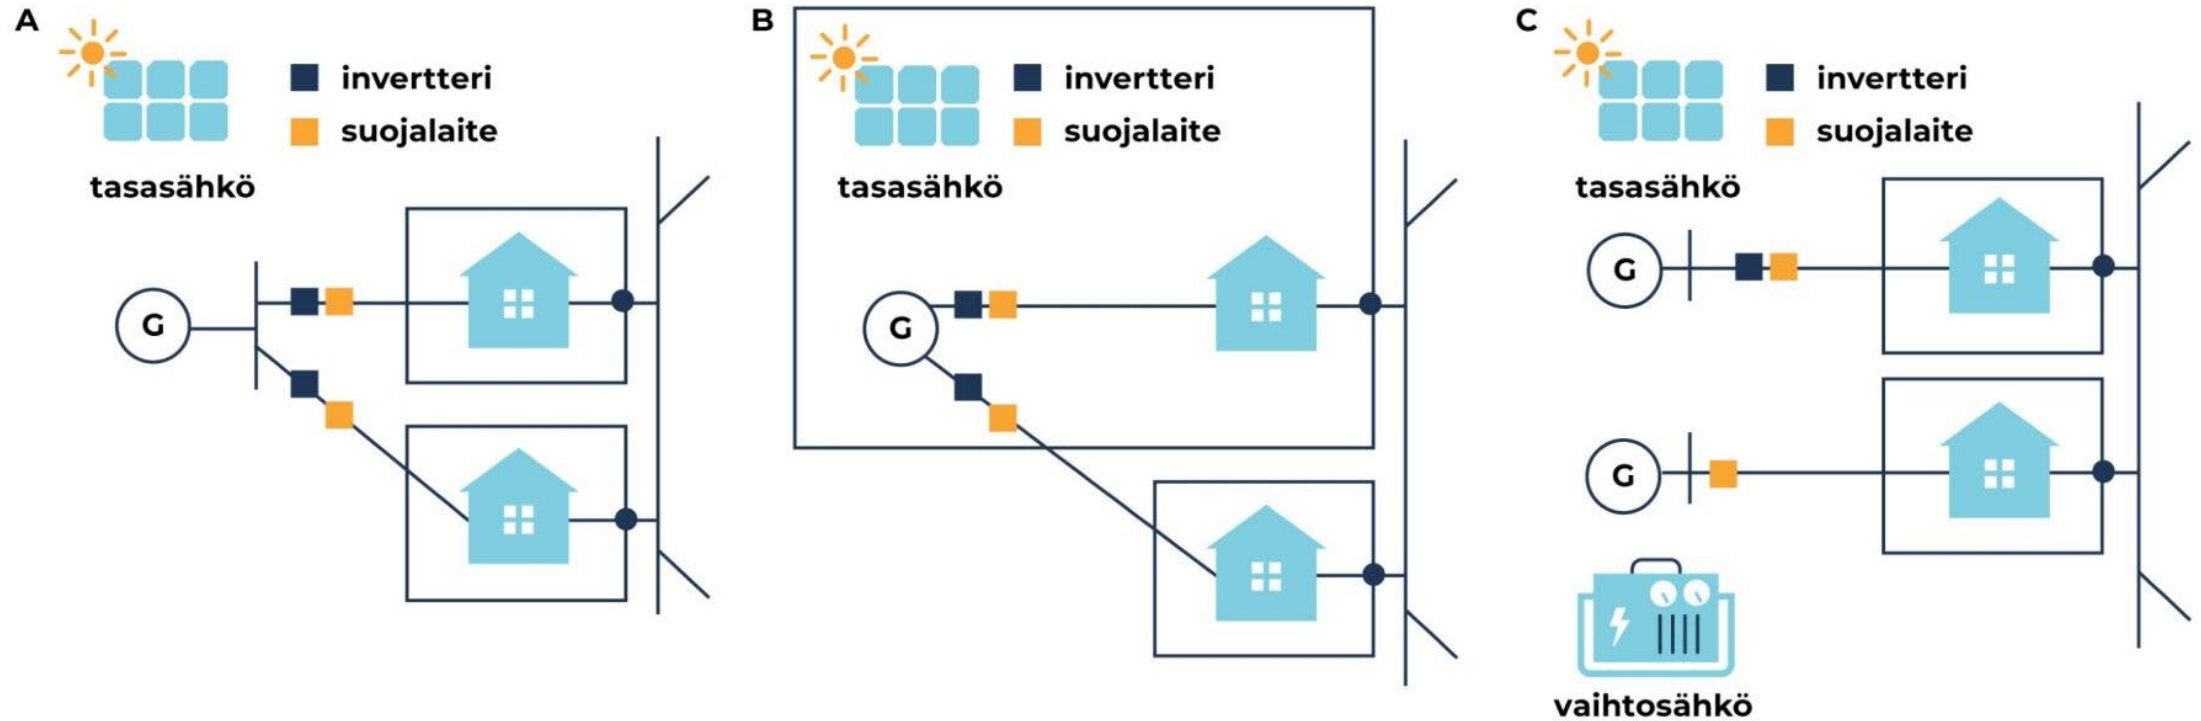 A
invertteri
suojalaite
tasasähkö
G
B
invertteri
suojalaite
tasasähkö
G
C
invertteri
suojalaite
tasasähkö
G
G
vaihtosähkö